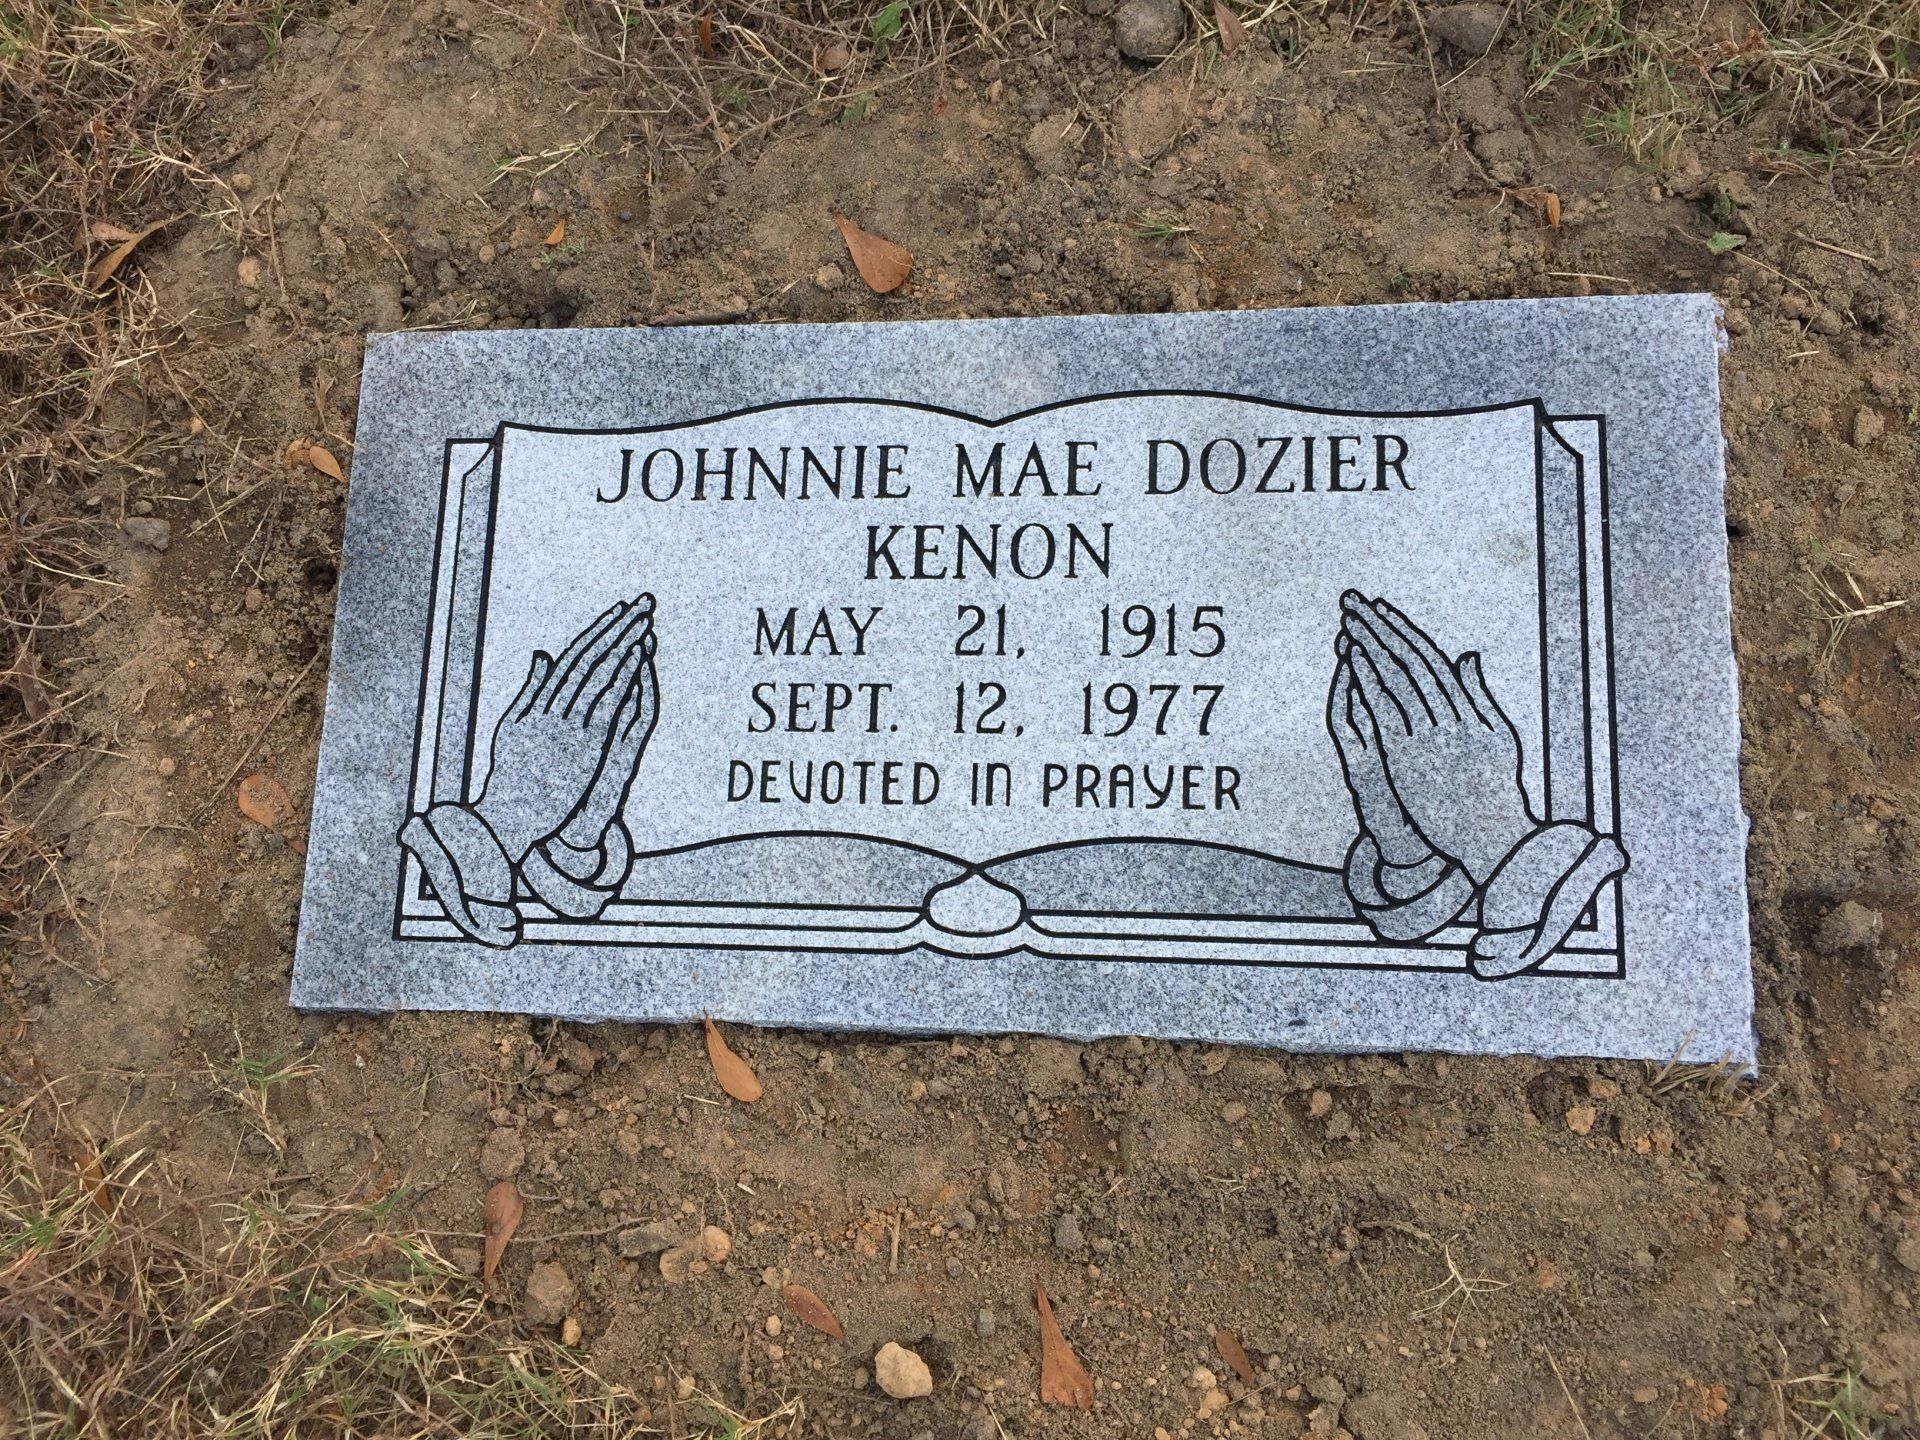 JOHNNIE MAE DOZIER
KENON
MAY 21, 1915
SEPT. 12, 1977
DEVOTED IN PRAYER